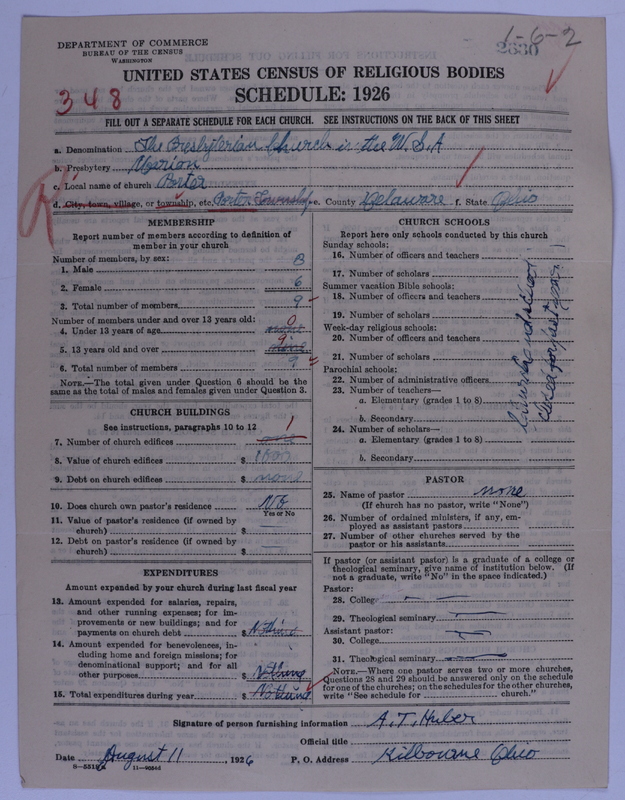 1-6-2
2630
DEPARTMENT OF COMMERCE
BUREAU OF THE CENSUS
WASHINGTON
UNITED STATES CENSUS OF RELIGIOUS BODIES
SCHEDULE: 1926
348
FILL OUT A SEPARATE SCHEDULE FOR EACH CHURCH. SEE INSTRUCTIONS ON THE BACK OF THIS SHEET
a. Denomination The Presbyterian Church in the U.S.A
b. Presbytery Marion
c. Local name of church Porter
d. City, town, village, or township, etc. Porter Township e. County Delaware f. State Ohio
MEMBERSHIP
Report number of members according to definition of
member in your church
Number of members, by sex:
1. Male 3
2. Female 6
3. Total number of members 9
Number of members under and over 13 years old:
4. Under 13 years of age 0
5. 13 years old and over 9
6. Total number of members 9
NOTE.—The total given under Question 6 should be the
same as the total of males and females given under Question 3.
CHURCH BUILDINGS
See instructions, paragraphs 10 to 12
7. Number of church edifices 1
8. Value of church edifices $
9. Debt on church edifices $ none
10. Does church own pastor's residence No
Yes or No
11. Value of pastor's residence (if owned by
church) $ —
12. Debt on pastor's residence (if owned by
church) $ —
EXPENDITURES
Amount expended by your church during last fiscal year
13. Amount expended for salaries, repairs,
and other running expenses; for im-
provements or new buildings; and for
payments on church debt $ Nothing
14. Amount expended for benevolences, in-
cluding home and foreign missions; for
denominational support; and for all
other purposes $ Nothing
15. Total expenditures during year $ Nothing
CHURCH SCHOOLS
Report here only schools conducted by this church
Sunday schools:
16. Number of officers and teachers
17. Number of scholars
Summer vacation Bible schools:
18. Number of officers and teachers
19. Number of scholars
Week-day religious schools:
20. Number of officers and teachers
21. Number of scholars
Parochial schools:
22. Number of administrative officers
23. Number of teachers—
a. Elementary (grades 1 to 8)
b. Secondary
24. Number of scholars—
a. Elementary (grades 1 to 8)
b. Secondary
Church and school
closed for last year
PASTOR
25. Name of pastor none
(If church has no pastor, write "None")
26. Number of ordained ministers, if any, em-
ployed as assistant pastors
27. Number of other churches served by the
pastor or his assistants
If pastor (or assistant pastor) is a graduate of a college or
theological seminary, give name of institution below. (If
not a graduate, write "No" in the space indicated.)
Pastor:
28. College
29. Theological seminary
Assistant pastor:
30. College
31. Theological seminary
NOTE.—Where one pastor serves two or more churches,
Questions 28 and 29 should be answered only on the schedule
for one of the churches; on the schedules for the other churches,
write "See schedule for church."
Signature of person furnishing information A. T. Huber
Official title
Date August 11, 1926 P. O. Address Kilbourne Ohio